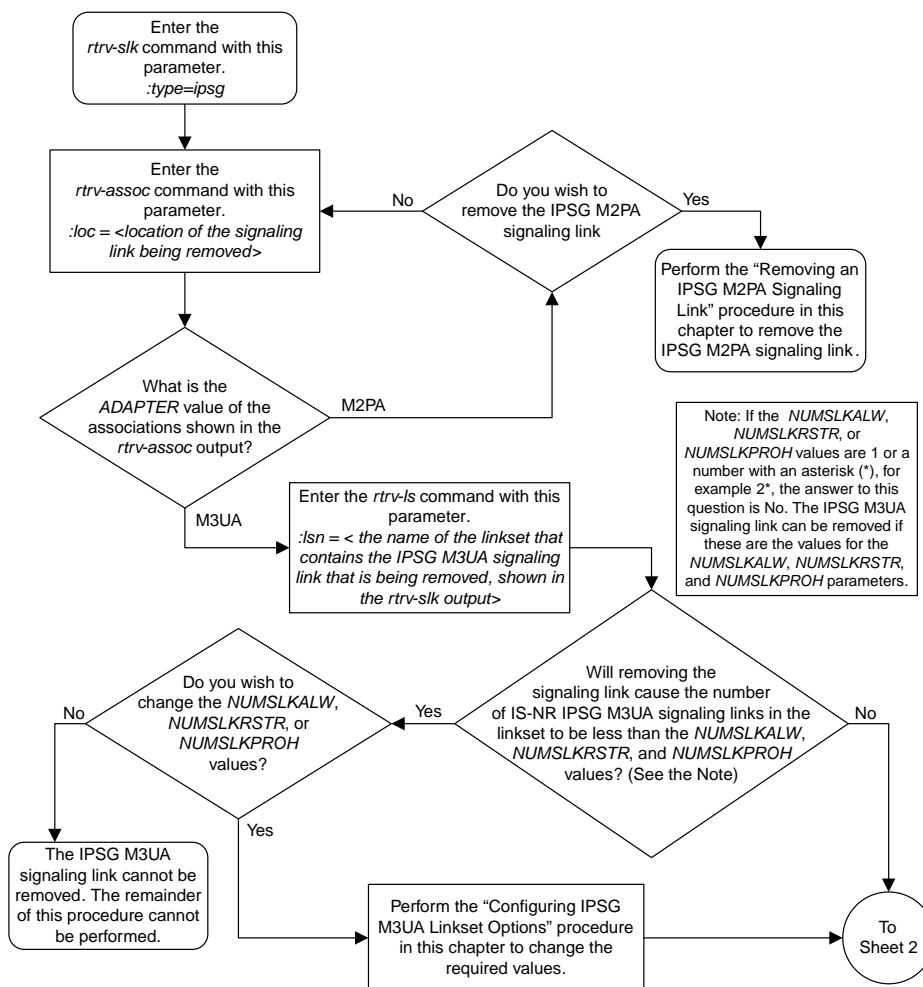 Enter the
rtrv-slk command with this
parameter.
:type=ipsg
Enter the
rtrv-assoc command with this
parameter.
:loc = <location of the signaling
link being removed>
No
Do you wish to
remove the IPSG M2PA
signaling link
Yes
Perform the “Removing an
IPSG M2PA Signaling
Link” procedure in this
chapter to remove the
IPSG M2PA signaling link.
What is the
ADAPTER value of the
associations shown in the
rtrv-assoc output?
M2PA
M3UA
Note: If the NUMSLKALW,
NUMSLKRSTR, or
NUMSLKPROH values are 1 or a
number with an asterisk (*), for
example 2*, the answer to this
question is No. The IPSG M3UA
signaling link can be removed if
these are the values for the
NUMSLKALW, NUMSLKRSTR,
and NUMSLKPROH parameters.
Enter the rtrv-ls command with this
parameter.
:lsn = < the name of the linkset that
contains the IPSG M3UA signaling
link that is being removed, shown in
the rtrv-slk output>
Will removing the
signaling link cause the number
of IS-NR IPSG M3UA signaling links in the
linkset to be less than the NUMSLKALW,
NUMSLKRSTR, and NUMSLKPROH
values? (See the Note)
Yes
No
Do you wish to
change the NUMSLKALW,
NUMSLKRSTR, or
NUMSLKPROH
values?
No
Yes
The IPSG M3UA
signaling link cannot be
removed. The remainder
of this procedure cannot
be performed.
Perform the “Configuring IPSG
M3UA Linkset Options” procedure
in this chapter to change the
required values.
To
Sheet 2